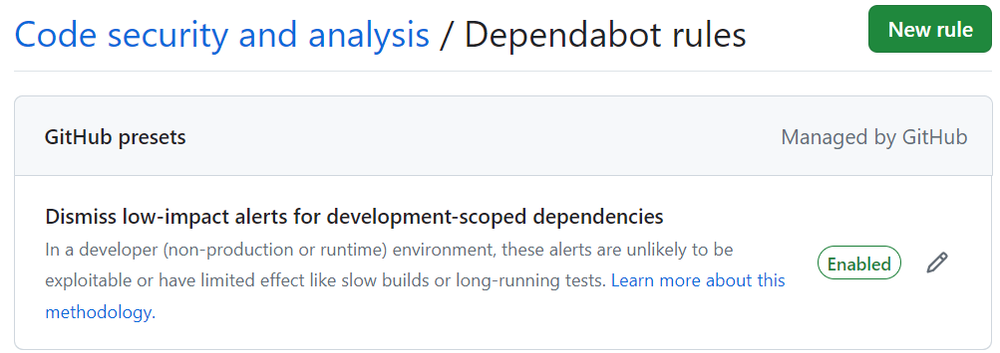 Code security and analysis / Dependabot rules
New rule
GitHub presets
Managed by GitHub
Dismiss low-impact alerts for development-scoped dependencies
In a developer (non-production or runtime) environment, these alerts are unlikely to be
exploitable or have limited effect like slow builds or long-running tests. Learn more about this
methodology.
Enabled